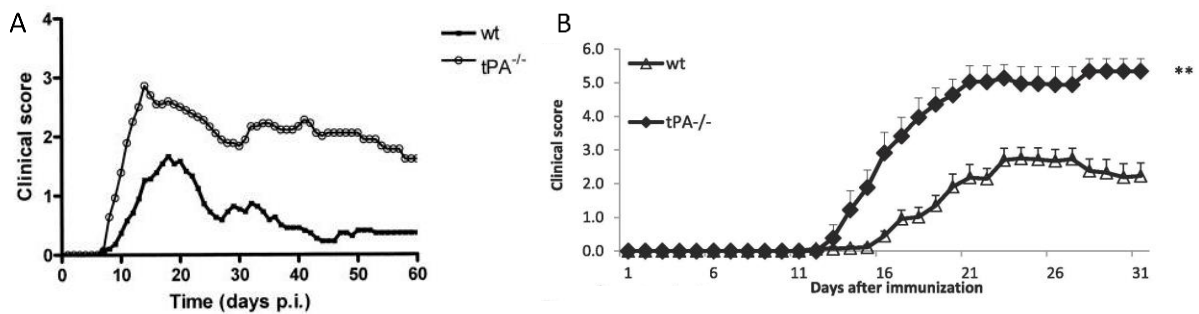 A
wt
tPA-/-
Clinical score
4
3
2
1
0
0 10 20 30 40 50 60
Time (days p.i.)
B
wt
tPA-/-
**
Clinical score
6.0
5.0
4.0
3.0
2.0
1.0
0.0
1 6 11 16 21 26 31
Days after immunization